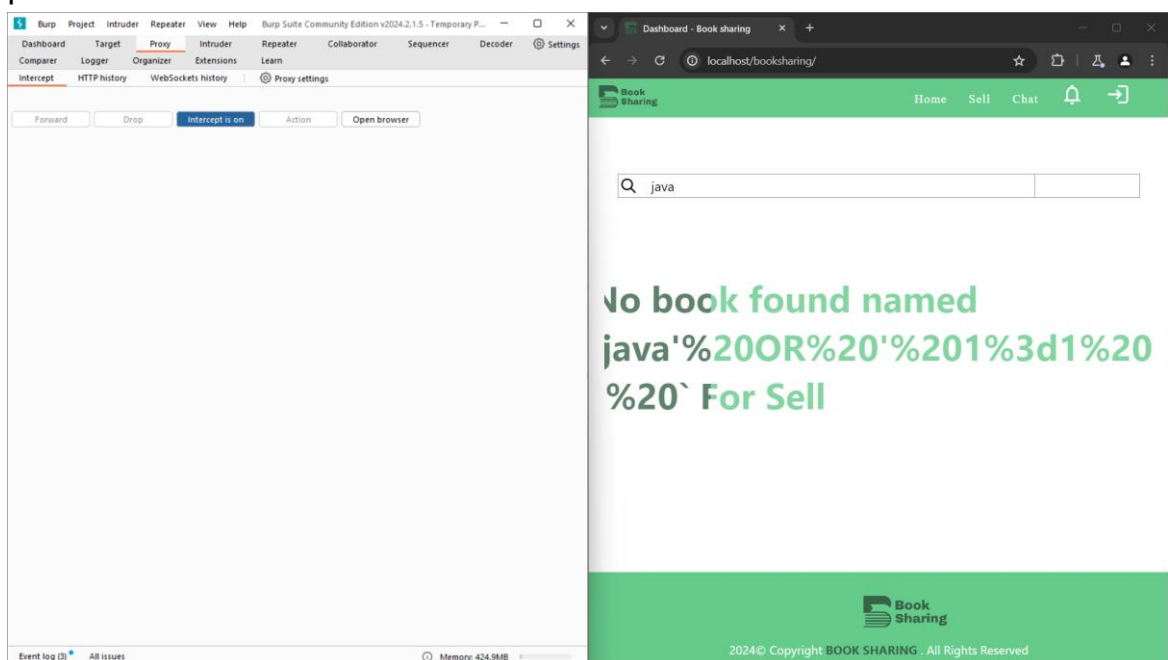 Burp Project Intruder Repeater View Help Burp Suite Community Edition v2024.2.1.5 - Temporary P...
Dashboard Target Proxy Intruder Repeater Collaborator Sequencer Decoder Settings
Comparer Logger Organizer Extensions Learn
Intercept HTTP history WebSockets history Proxy settings
Forward Drop Intercept is on Action Open browser
Event log (3) All issues Memory: 424.9MB
Dashboard - Book sharing
localhost/booksharing/
Book
Sharing
Home Sell Chat
java
No book found named
`java'%20OR%20'%201%3d1%20
%20` For Sell
Book
Sharing
2024© Copyright BOOK SHARING . All Rights Reserved